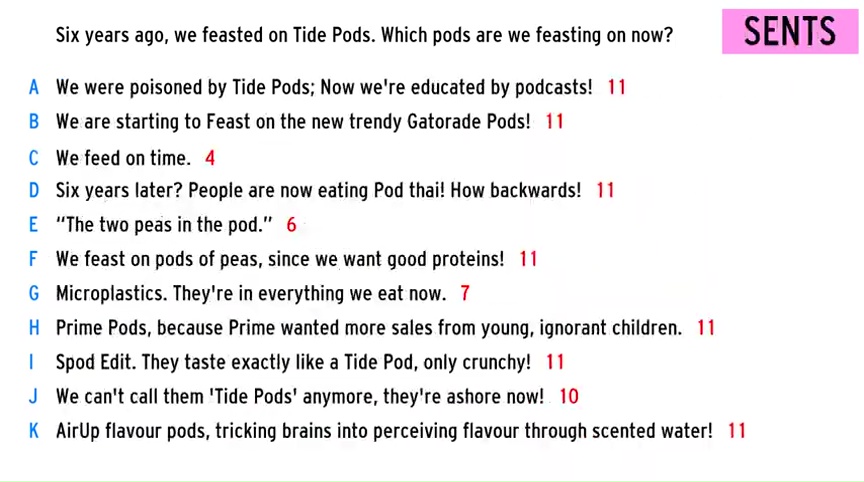 Six years ago, we feasted on Tide Pods. Which pods are we feasting on now?
SENTS
A We were poisoned by Tide Pods; Now we're educated by podcasts! 11
B We are starting to Feast on the new trendy Gatorade Pods! 11
C We feed on time. 4
D Six years later? People are now eating Pod thai! How backwards! 11
E “The two peas in the pod.” 6
F We feast on pods of peas, since we want good proteins! 11
G Microplastics. They're in everything we eat now. 7
H Prime Pods, because Prime wanted more sales from young, ignorant children. 11
I Spod Edit. They taste exactly like a Tide Pod, only crunchy! 11
J We can't call them 'Tide Pods' anymore, they're ashore now! 10
K AirUp flavour pods, tricking brains into perceiving flavour through scented water! 11